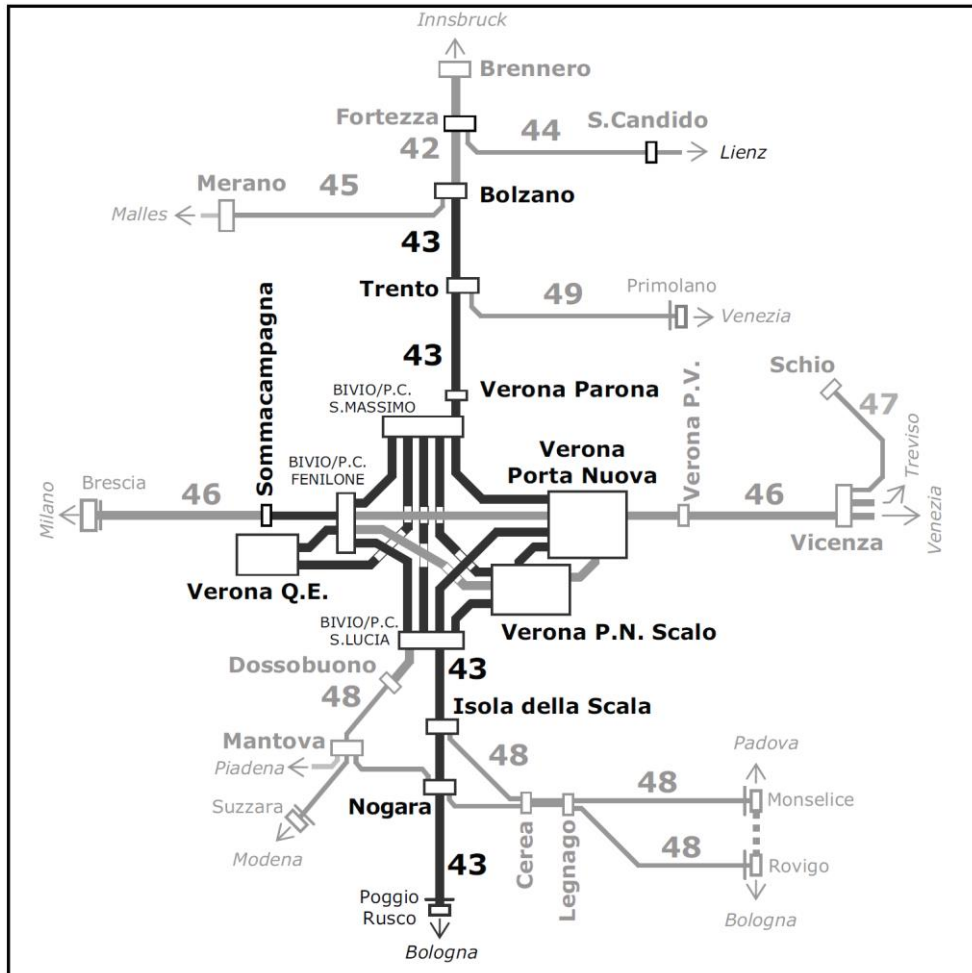 Innsbruck
Brennero
Fortezza
44
S.Candido
42
Lienz
Merano
45
Bolzano
Malles
43
Trento
49
Primolano
Venezia
43
Sommacampagna
BIVIO/P.C.
S.MASSIMO
Verona Parona
Verona P.V.
Schio
47
Treviso
BIVIO/P.C.
FENILONE
Verona
Porta Nuova
Milano
Brescia
46
46
Vicenza
Venezia
Verona Q.E.
BIVIO/P.C.
S.LUCIA
Verona P.N. Scalo
Dossobuono
43
48
Isola della Scala
Mantova
Piadena
48
Padova
Suzzara
Nogara
48
Monselice
Modena
43
Cerea
Legnago
48
Rovigo
Poggio
Rusco
Bologna
Bologna